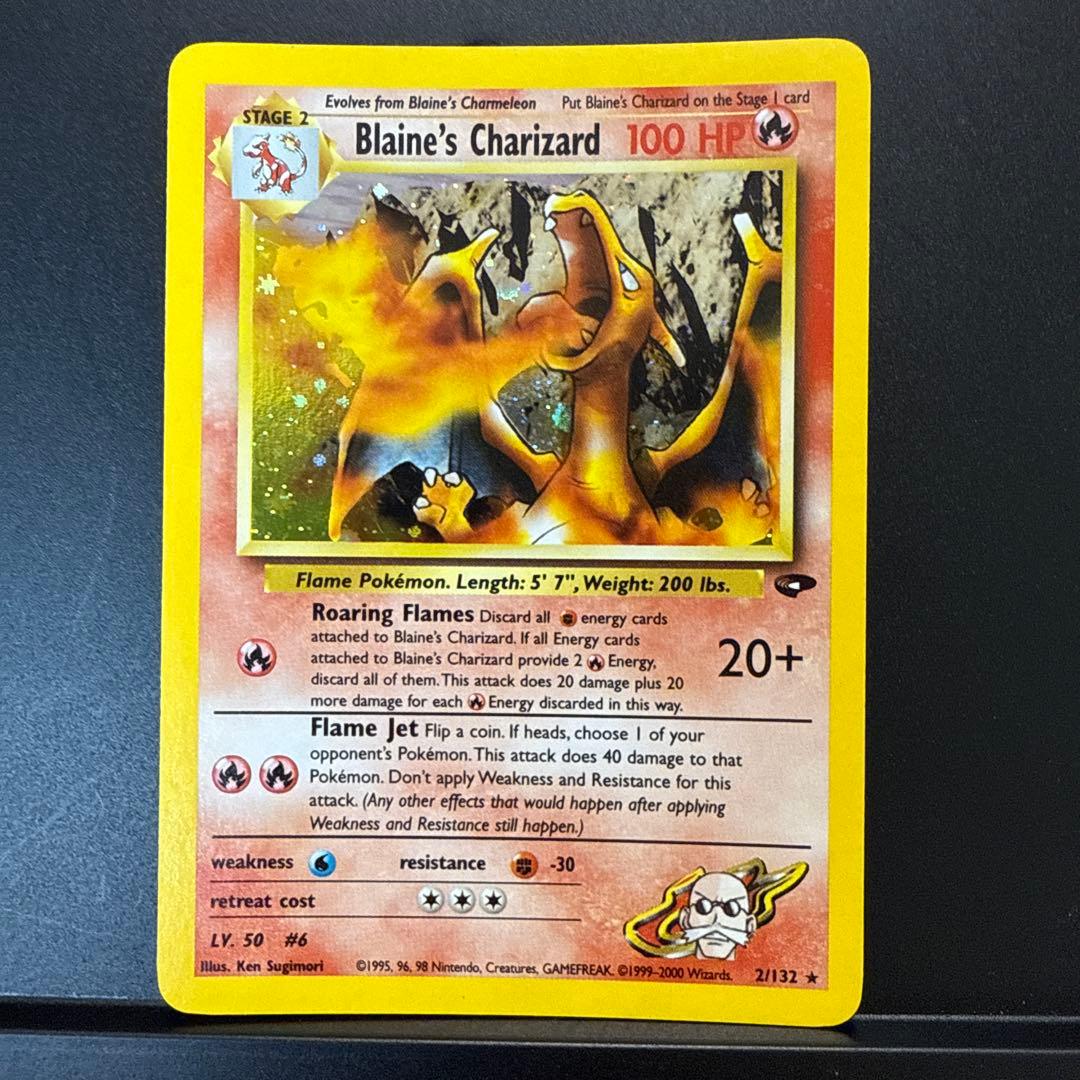 Evolves from Blaine's Charmeleon Put Blaine's Charizard on the Stage 1 card
STAGE 2
Blaine's Charizard 100 HP
Flame Pokémon. Length: 5' 7", Weight: 200 lbs.
Roaring Flames Discard all energy cards
attached to Blaine's Charizard. If all Energy cards
attached to Blaine's Charizard provide 2 Energy,
discard all of them. This attack does 20 damage plus 20
more damage for each Energy discarded in this way.
20+
Flame Jet Flip a coin. If heads, choose 1 of your
opponent's Pokémon. This attack does 40 damage to that
Pokémon. Don't apply Weakness and Resistance for this
attack. (Any other effects that would happen after applying
Weakness and Resistance still happen.)
weakness resistance -30
retreat cost
LV. 50 #6
Illus. Ken Sugimori ©1995, 96, 98 Nintendo, Creatures, GAMEFREAK. ©1999-2000 Wizards. 2/132 ★